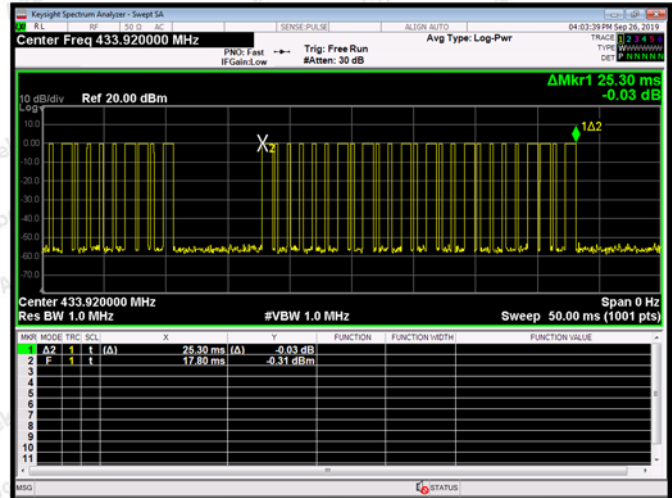 Keysight Spectrum Analyzer - Swept SA
RL RF 50 Ω AC SENSE:PULSE ALIGN AUTO 04:03:39 PM Sep 26, 2019
Center Freq 433.920000 MHz
Avg Type: Log-Pwr
TRACE 1 2 3 4 5 6
PNO: Fast Trig: Free Run
TYPE WWWWWW
IFGain:Low #Atten: 30 dB
DET P N N N N N
ΔMkr1 25.30 ms
10 dB/div Ref 20.00 dBm -0.03 dB
Log
10.0
0.00
-10.0
-20.0
-30.0
-40.0
-50.0
-60.0
-70.0
X2
1Δ2
Center 433.920000 MHz Span 0 Hz
Res BW 1.0 MHz #VBW 1.0 MHz Sweep 50.00 ms (1001 pts)
MKR MODE TRC SCL X Y FUNCTION FUNCTION WIDTH FUNCTION VALUE
1 Δ2 1 t (Δ) 25.30 ms (Δ) -0.03 dB
2 F 1 t 17.80 ms -0.31 dBm
3
4
5
6
7
8
9
10
11
MSG STATUS